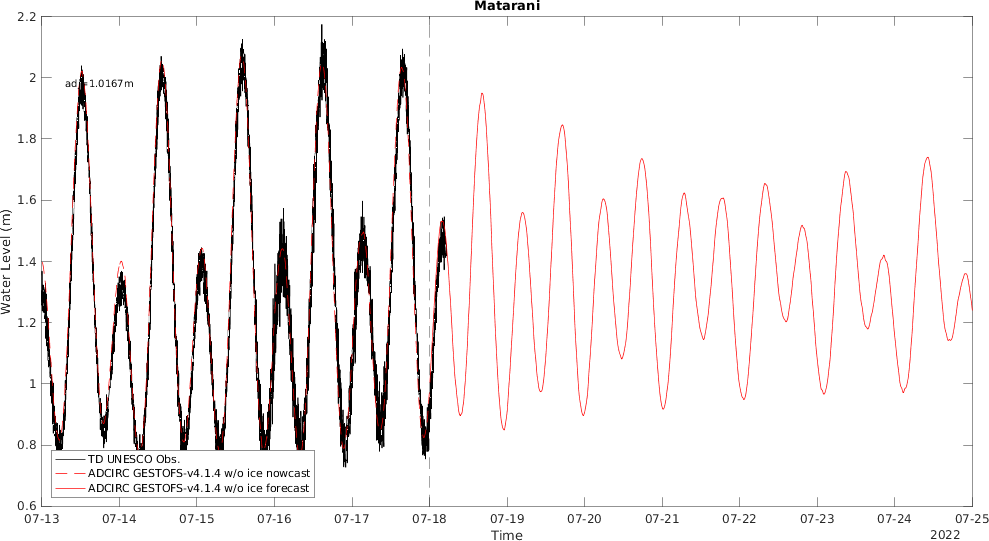 Matarani
2.2
2
1.8
1.6
1.4
1.2
1
0.8
0.6
Water Level (m)
adj=1.0167m
TD UNESCO Obs.
ADCIRC GESTOFS-v4.1.4 w/o ice nowcast
ADCIRC GESTOFS-v4.1.4 w/o ice forecast
07-13 07-14 07-15 07-16 07-17 07-18 07-19 07-20 07-21 07-22 07-23 07-24 07-25
Time
2022